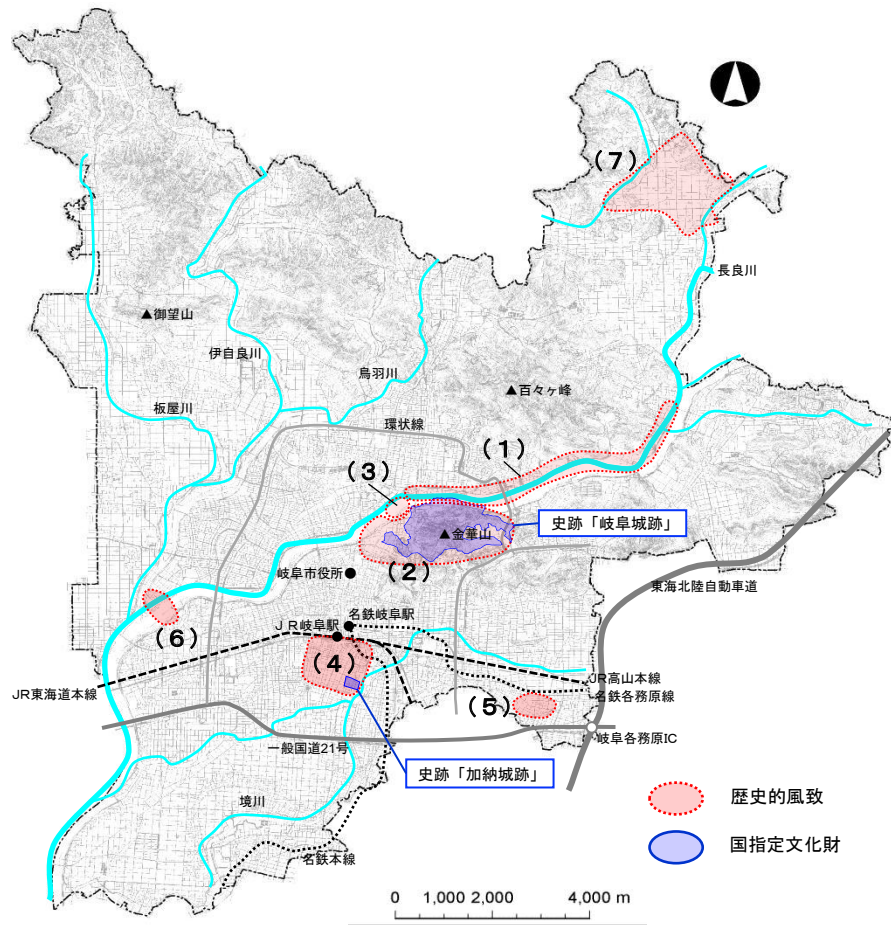 (7)
長良川
▲御望山
伊自良川
鳥羽川
▲百々ヶ峰
板屋川
環状線
(1)
(3)
史跡「岐阜城跡」
▲金華山
(2)
岐阜市役所
東海北陸自動車道
名鉄岐阜駅
JR岐阜駅
(6)
(4)
JR東海道本線
JR高山本線
名鉄各務原線
(5)
岐阜各務原IC
一般国道21号
史跡「加納城跡」
境川
歴史的風致
国指定文化財
名鉄本線
0 1,000 2,000 4,000 m